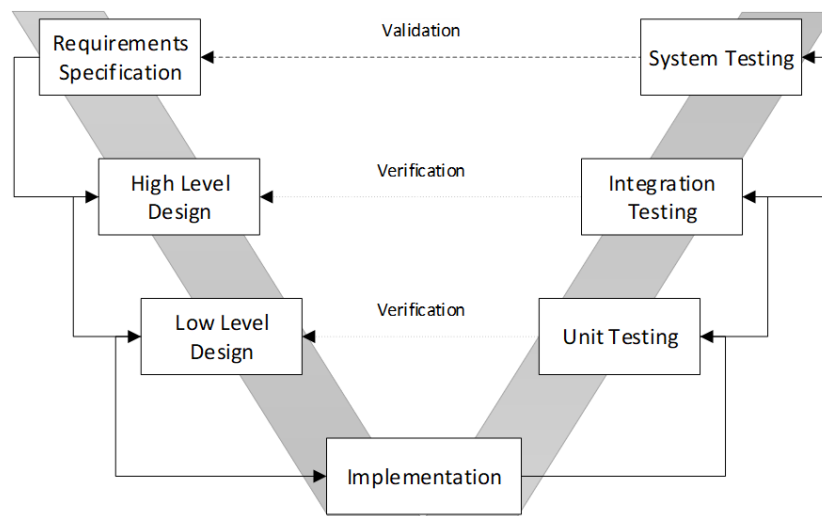 Validation
Requirements
Specification
System Testing
Verification
High Level
Design
Integration
Testing
Verification
Low Level
Design
Unit Testing
Implementation